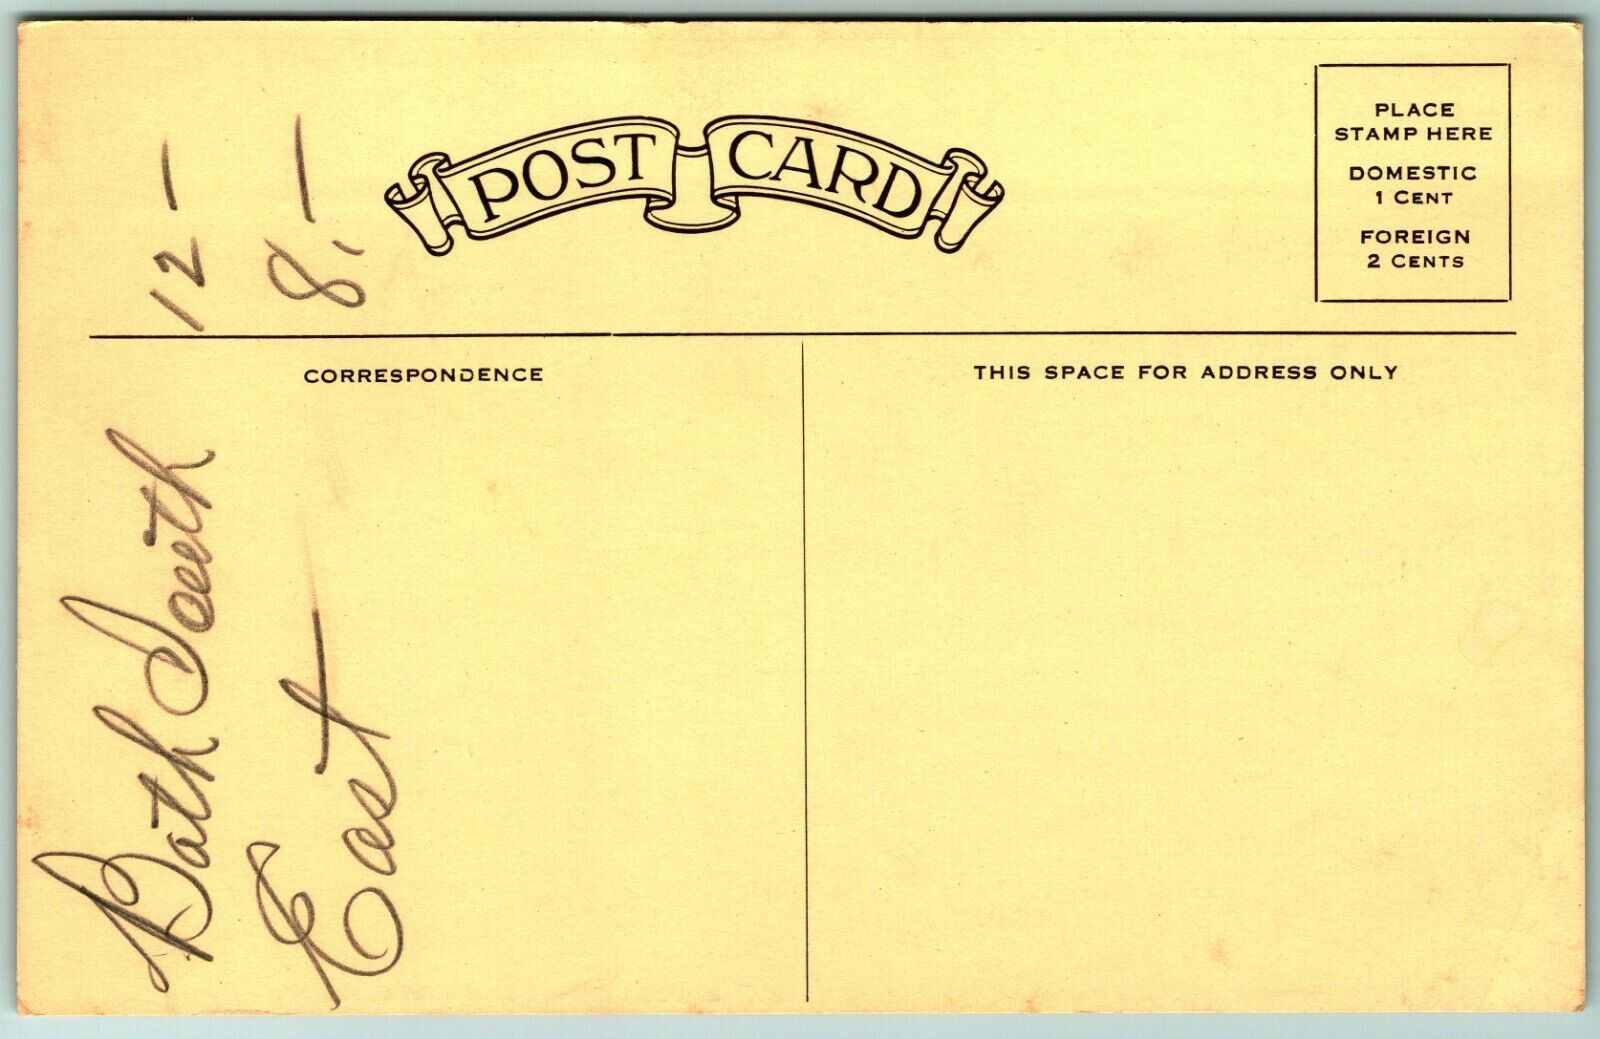 POST CARD
PLACE
STAMP HERE
DOMESTIC
1 CENT
FOREIGN
2 CENTS
CORRESPONDENCE
THIS SPACE FOR ADDRESS ONLY
Bath South 12-
East 8,-